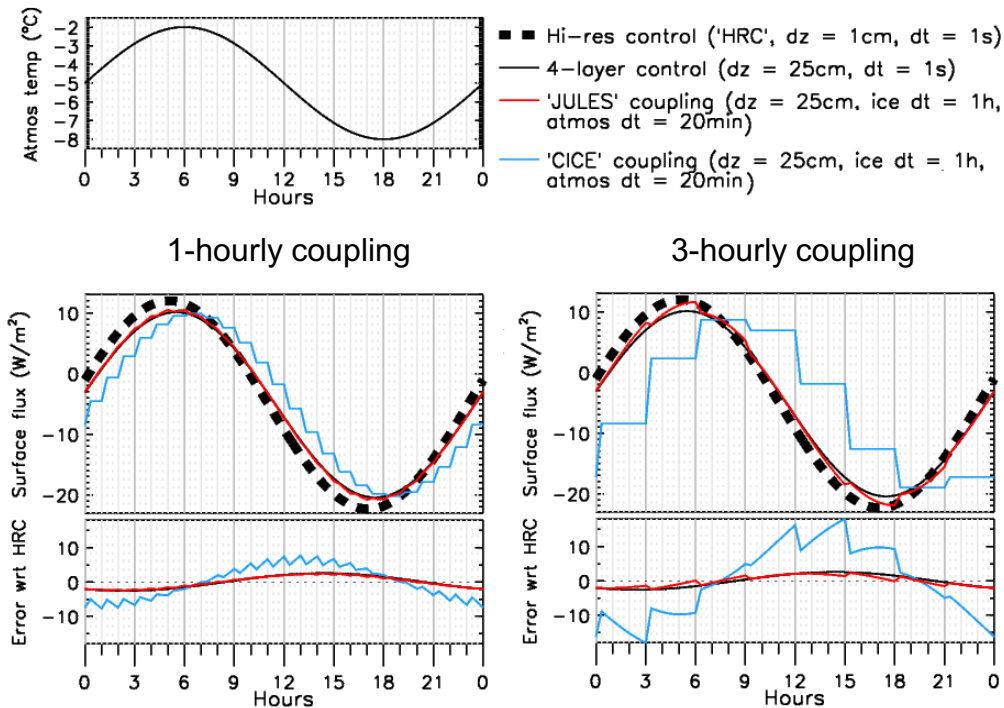 Atmos temp (°C)
-2
-3
-4
-5
-6
-7
-8
0 3 6 9 12 15 18 21 0
Hours
Hi-res control ('HRC', dz = 1cm, dt = 1s)
4-layer control (dz = 25cm, dt = 1s)
'JULES' coupling (dz = 25cm, ice dt = 1h,
atmos dt = 20min)
'CICE' coupling (dz = 25cm, ice dt = 1h,
atmos dt = 20min)
1-hourly coupling
Surface flux (W/m²)
10
0
-10
-20
Error wrt HRC
10
0
-10
0 3 6 9 12 15 18 21 0
Hours
3-hourly coupling
Surface flux (W/m²)
10
0
-10
-20
Error wrt HRC
10
0
-10
0 3 6 9 12 15 18 21 0
Hours